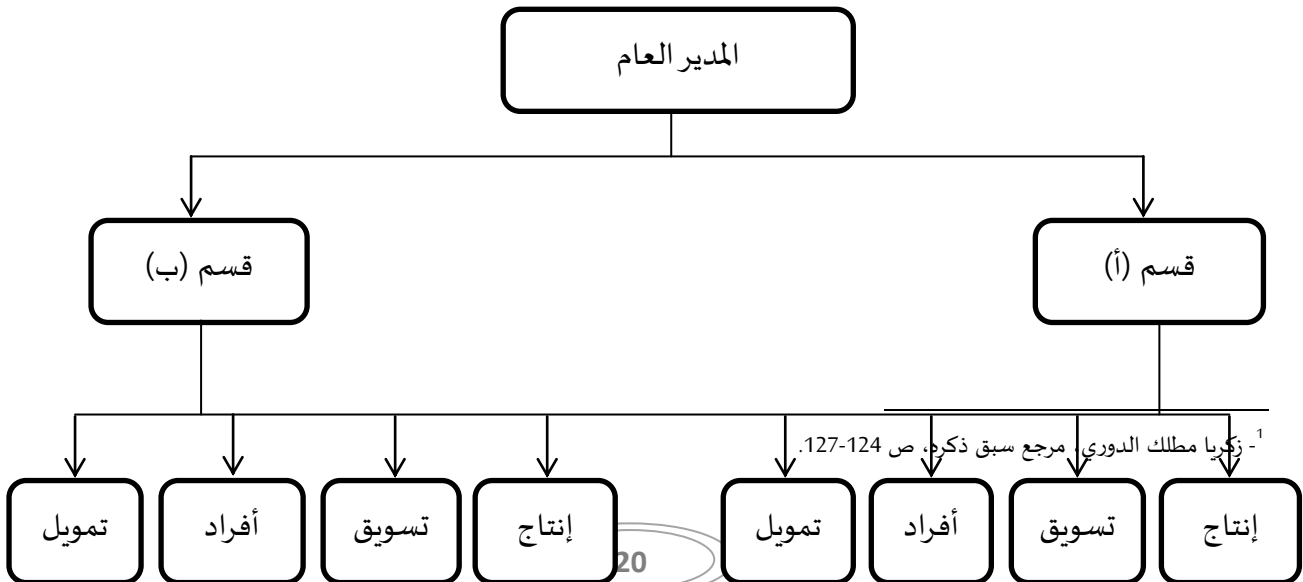 المدير العام
قسم (أ)
قسم (ب)
1- زكريا مطلك الدوري، مرجع سبق ذكره، ص 124-127.
إنتاج
تسويق
أفراد
تمويل
إنتاج
تسويق
أفراد
تمويل
20